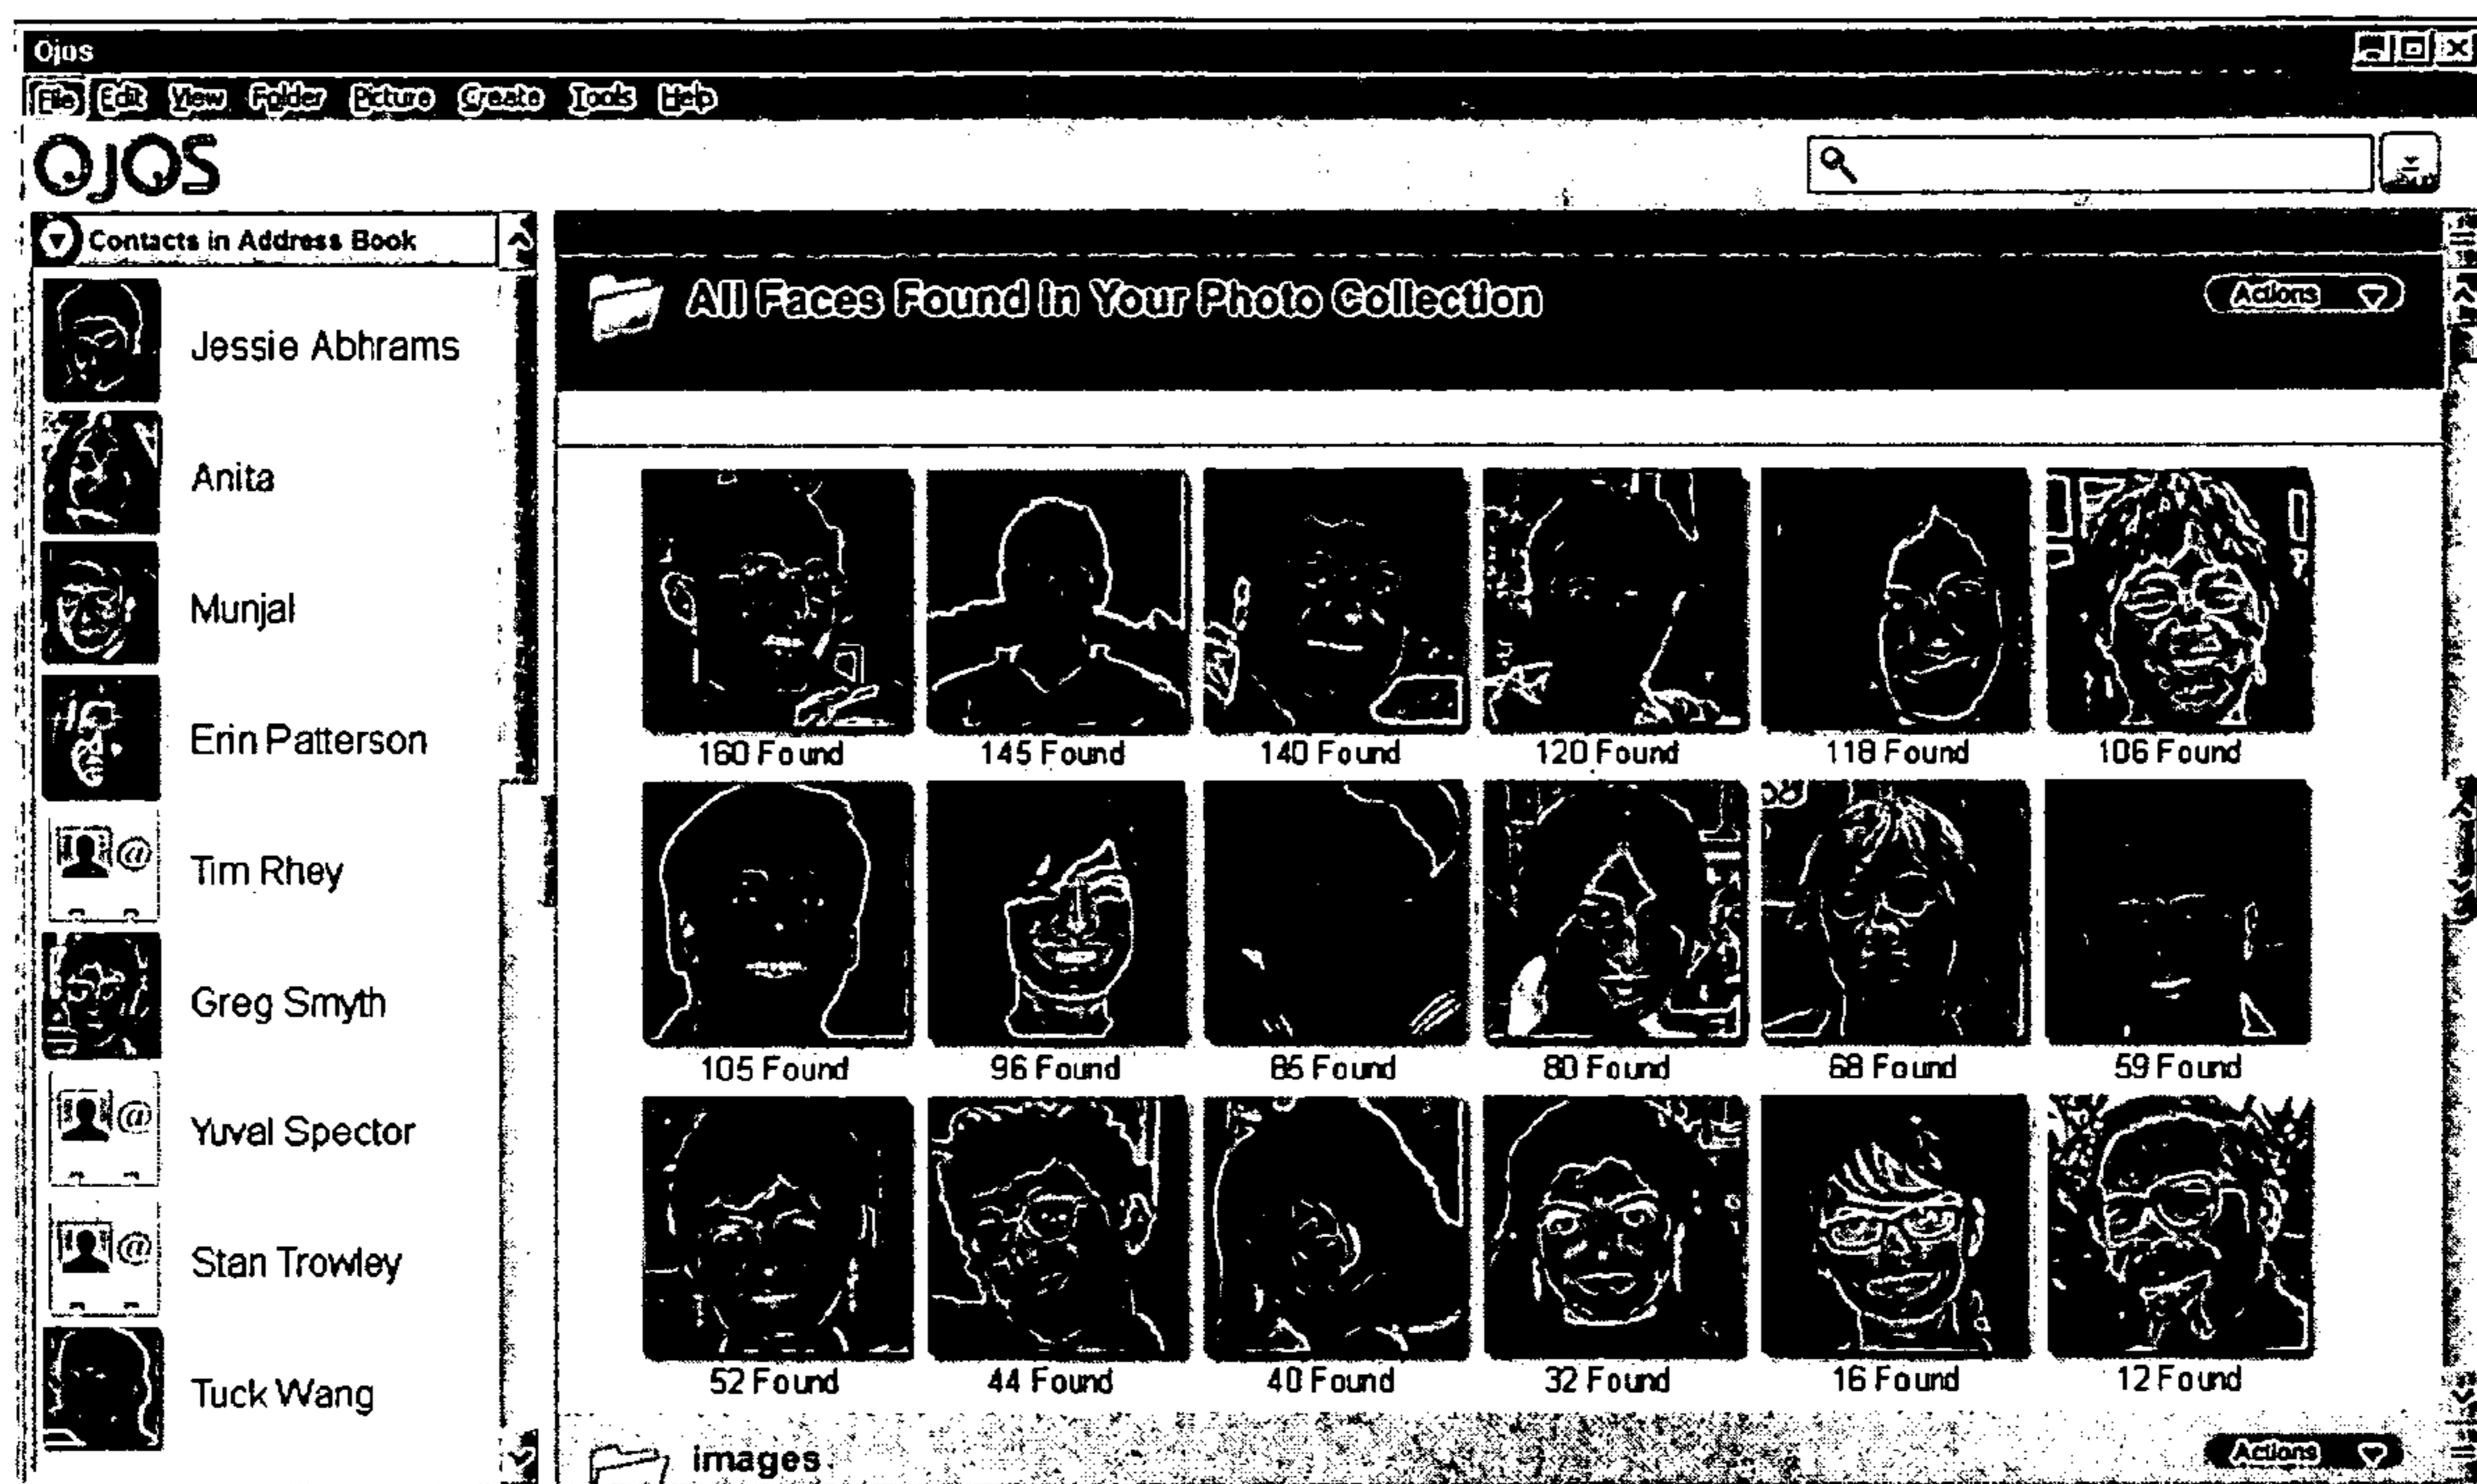 Ojos
File Edit View Folder Picture Create Tools Help
OJOS
Contacts in Address Book
Jessie Abhrams
Anita
Munjal
Erin Patterson
@
Tim Rhey
Greg Smyth
@
Yuval Spector
@
Stan Trowley
Tuck Wang
All Faces Found in Your Photo Collection
Actions
160 Found 145 Found 140 Found 120 Found 118 Found 106 Found
105 Found 96 Found 85 Found 80 Found 68 Found 59 Found
52 Found 44 Found 40 Found 32 Found 16 Found 12 Found
images
Actions